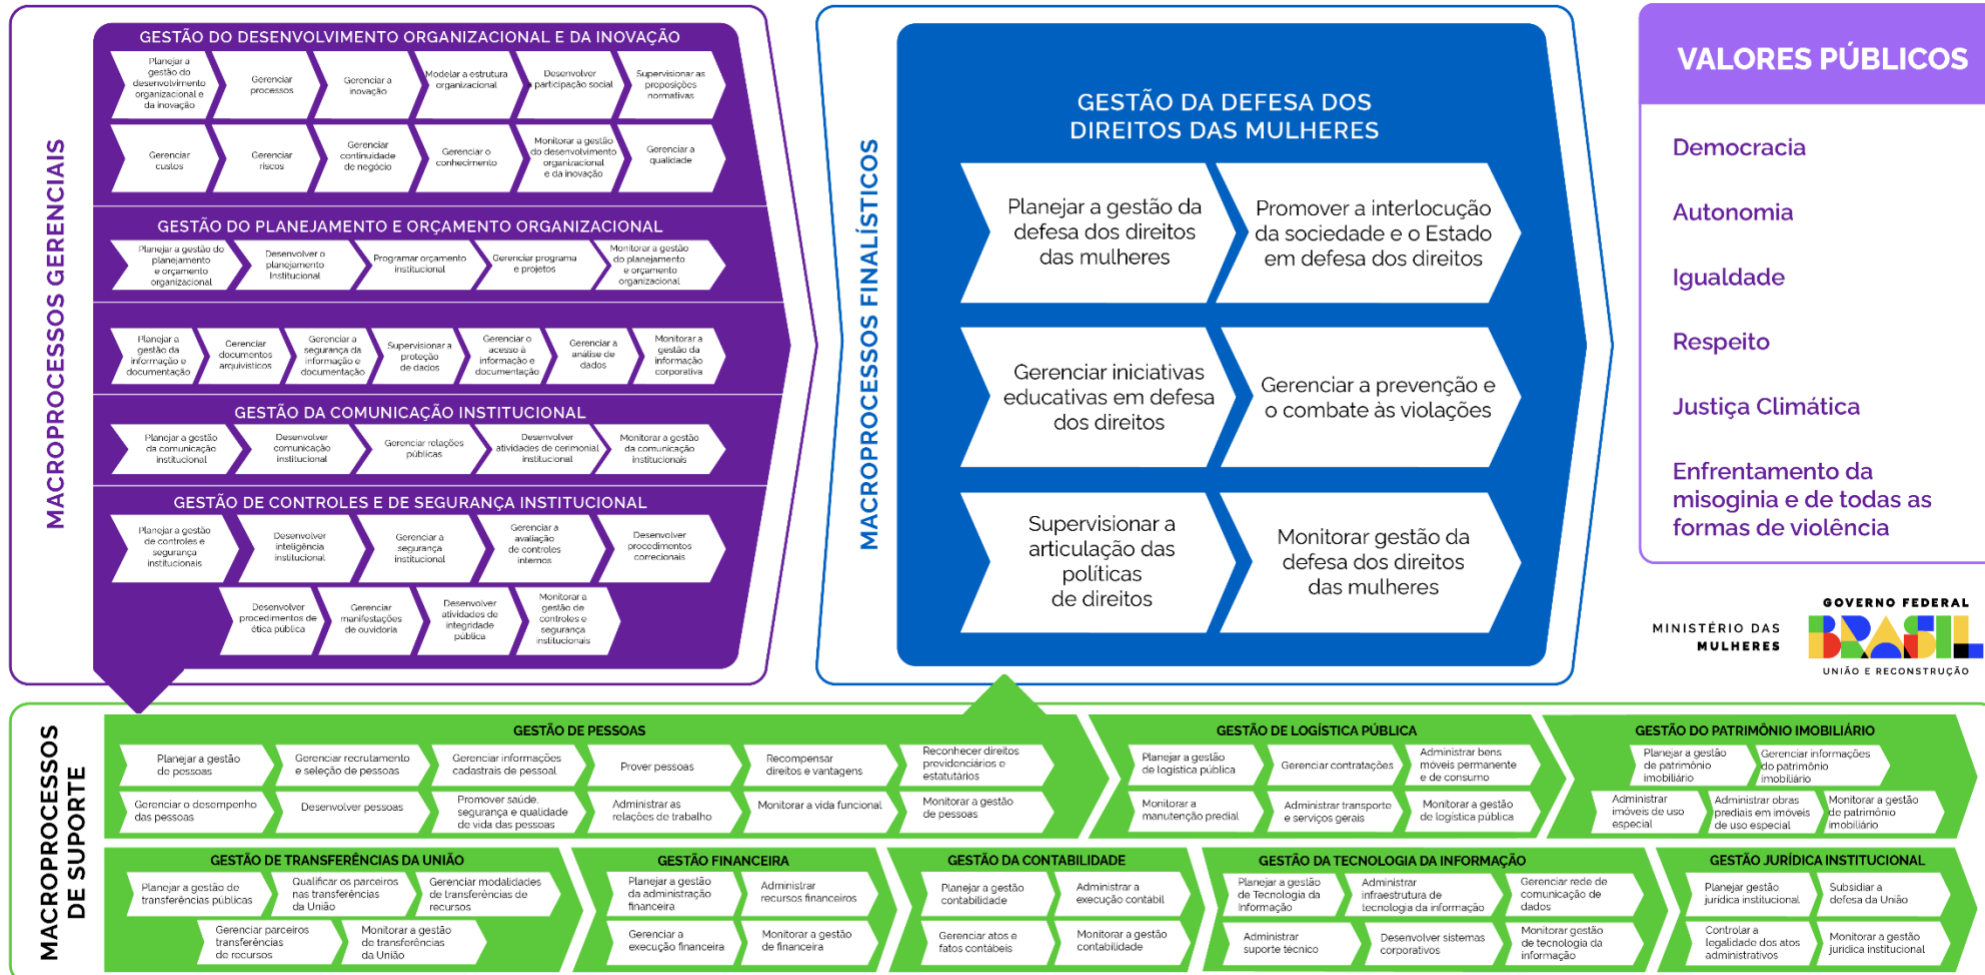 MACROPROCESSOS GERENCIAIS
GESTÃO DO DESENVOLVIMENTO ORGANIZACIONAL E DA INOVAÇÃO
Planejar a
gestão do
desenvolvimento
organizacional e
da inovação
Gerenciar
processos
Gerenciar a
inovação
Modelar a estrutura
organizacional
Desenvolver
participação social
Supervisionar as
proposições
normativas
Gerenciar
custos
Gerenciar
riscos
Gerenciar
continuidade
de negócio
Gerenciar o
conhecimento
Monitorar a gestão
do desenvolvimento
organizacional
e da inovação
Gerenciar a
qualidade
GESTÃO DO PLANEJAMENTO E ORÇAMENTO ORGANIZACIONAL
Planejar a gestão do
planejamento
e orçamento
organizacional
Desenvolver o
planejamento
Institucional
Programar orçamento
institucional
Gerenciar programa
e projetos
Monitorar a gestão
do planejamento
e orçamento
organizacional
Planejar a
gestão da
informação e
documentação
Gerenciar
documentos
arquivísticos
Gerenciar a
segurança da
informação e
documentação
Supervisionar a
proteção
de dados
Gerenciar o
acesso à
informação e
documentação
Gerenciar a
análise de
dados
Monitorar a
gestão da
informação
corporativa
GESTÃO DA COMUNICAÇÃO INSTITUCIONAL
Planejar a gestão
da comunicação
institucional
Desenvolver
comunicação
institucional
Gerenciar relações
públicas
Desenvolver
atividades de cerimonial
institucional
Monitorar a gestão
da comunicação
institucionais
GESTÃO DE CONTROLES E DE SEGURANÇA INSTITUCIONAL
Planejar a gestão
de controles e
segurança
institucionais
Desenvolver
inteligência
institucional
Gerenciar a
segurança
institucional
Gerenciar a
avaliação
de controles
internos
Desenvolver
procedimentos
correcionais
Desenvolver
procedimentos de
ética pública
Gerenciar
manifestações
de ouvidoria
Desenvolver
atividades de
integridade
pública
Monitorar a
gestão de
controles e
segurança
institucionais
MACROPROCESSOS FINALÍSTICOS
GESTÃO DA DEFESA DOS
DIREITOS DAS MULHERES
Planejar a gestão da
defesa dos direitos
das mulheres
Promover a interlocução
da sociedade e o Estado
em defesa dos direitos
Gerenciar iniciativas
educativas em defesa
dos direitos
Gerenciar a prevenção e
o combate às violações
Supervisionar a
articulação das
políticas
de direitos
Monitorar gestão da
defesa dos direitos
das mulheres
VALORES PÚBLICOS
Democracia
Autonomia
Igualdade
Respeito
Justiça Climática
Enfrentamento da
misoginia e de todas as
formas de violência
MINISTÉRIO DAS
MULHERES
GOVERNO FEDERAL
BRASIL
UNIÃO E RECONSTRUÇÃO
MACROPROCESSOS
DE SUPORTE
GESTÃO DE PESSOAS
Planejar a gestão
de pessoas
Gerenciar recrutamento
e seleção de pessoas
Gerenciar informações
cadastrais de pessoal
Prover pessoas
Recompensar
direitos e vantagens
Reconhecer direitos
previdenciários e
estatutários
Gerenciar o desempenho
das pessoas
Desenvolver pessoas
Promover saúde,
segurança e qualidade
de vida das pessoas
Administrar as
relações de trabalho
Monitorar a vida funcional
Monitorar a gestão
de pessoas
GESTÃO DE LOGÍSTICA PÚBLICA
Planejar a gestão
de logística pública
Gerenciar contratações
Administrar bens
móveis permanente
e de consumo
Monitorar a
manutenção predial
Administrar transporte
e serviços gerais
Monitorar a gestão
de logística pública
GESTÃO DO PATRIMÔNIO IMOBILIÁRIO
Planejar a gestão
de patrimônio
imobiliário
Gerenciar informações
do patrimônio
imobiliário
Administrar
imóveis de uso
especial
Administrar obras
prediais em imóveis
de uso especial
Monitorar a gestão
de patrimônio
imobiliário
GESTÃO DE TRANSFERÊNCIAS DA UNIÃO
Planejar a gestão de
transferências públicas
Qualificar os parceiros
nas transferências
da União
Gerenciar modalidades
de transferências de
recursos
Gerenciar parceiros
transferências
de recursos
Monitorar a gestão
de transferências
da União
GESTÃO FINANCEIRA
Planejar a gestão
da administração
financeira
Administrar
recursos financeiros
Gerenciar a
execução financeira
Monitorar a gestão
de financeira
GESTÃO DA CONTABILIDADE
Planejar a gestão
contabilidade
Administrar a
execução contábil
Gerenciar atos e
fatos contábeis
Monitorar a gestão
contabilidade
GESTÃO DA TECNOLOGIA DA INFORMAÇÃO
Planejar a gestão
de Tecnologia da
Informação
Administrar
infraestrutura de
tecnologia da informação
Gerenciar rede de
comunicação de
dados
Administrar
suporte técnico
Desenvolver sistemas
corporativos
Monitorar gestão
de tecnologia da
informação
GESTÃO JURÍDICA INSTITUCIONAL
Planejar gestão
jurídica institucional
Subsidiar a
defesa da União
Controlar a
legalidade dos atos
administrativos
Monitorar a gestão
jurídica institucional